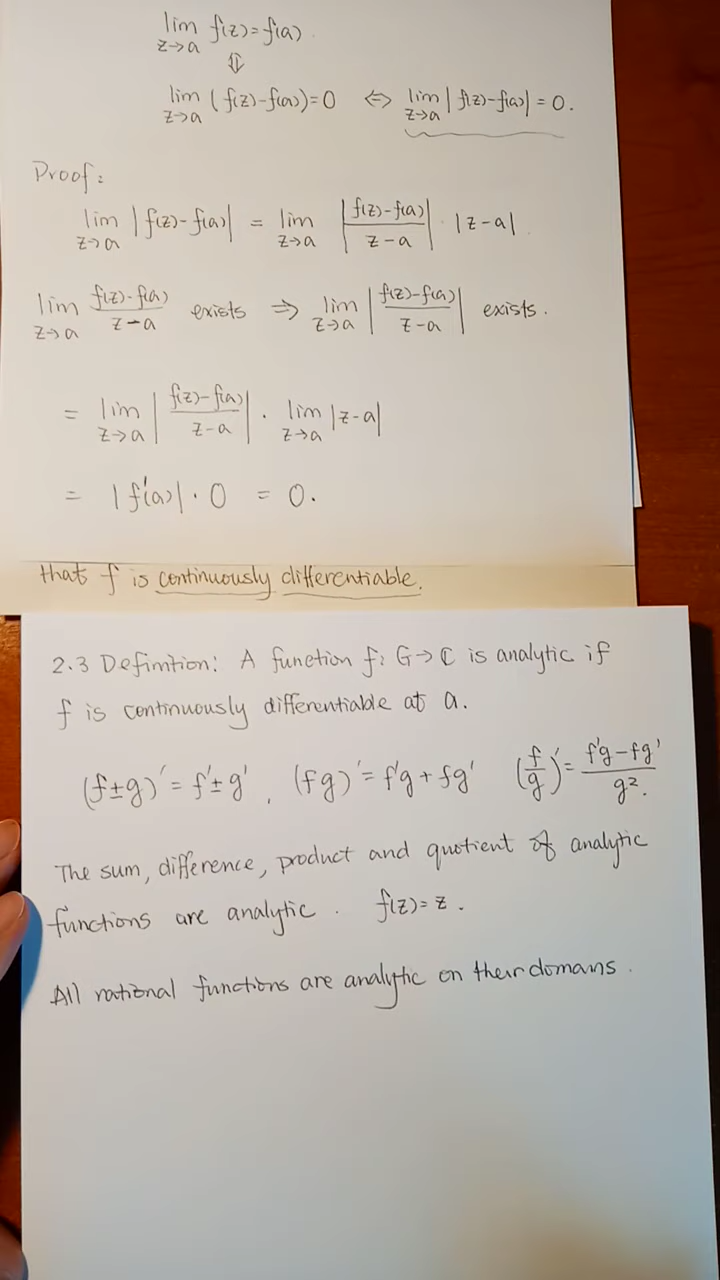 lim z→a f(z)=f(a).
⇕
lim z→a (f(z)-f(a))=0 ⇔ lim z→a |f(z)-f(a)|=0.
Proof:
lim z→a |f(z)-f(a)| = lim z→a |f(z)-f(a)/z-a| · |z-a|
lim z→a f(z)-f(a)/z-a exists ⇒ lim z→a |f(z)-f(a)/z-a| exists.
= lim z→a |f(z)-f(a)/z-a| · lim z→a |z-a|
= |f'(a)| · 0 = 0.
that f is continuously differentiable.
2.3 Definition: A function f: G→ℂ is analytic if
f is continuously differentiable at a.
(f±g)'= f'±g', (fg)'= f'g + fg' (f/g)'= f'g-fg'/g².
The sum, difference, product and quotient of analytic
functions are analytic. f(z)=z.
All rational functions are analytic on their domans.